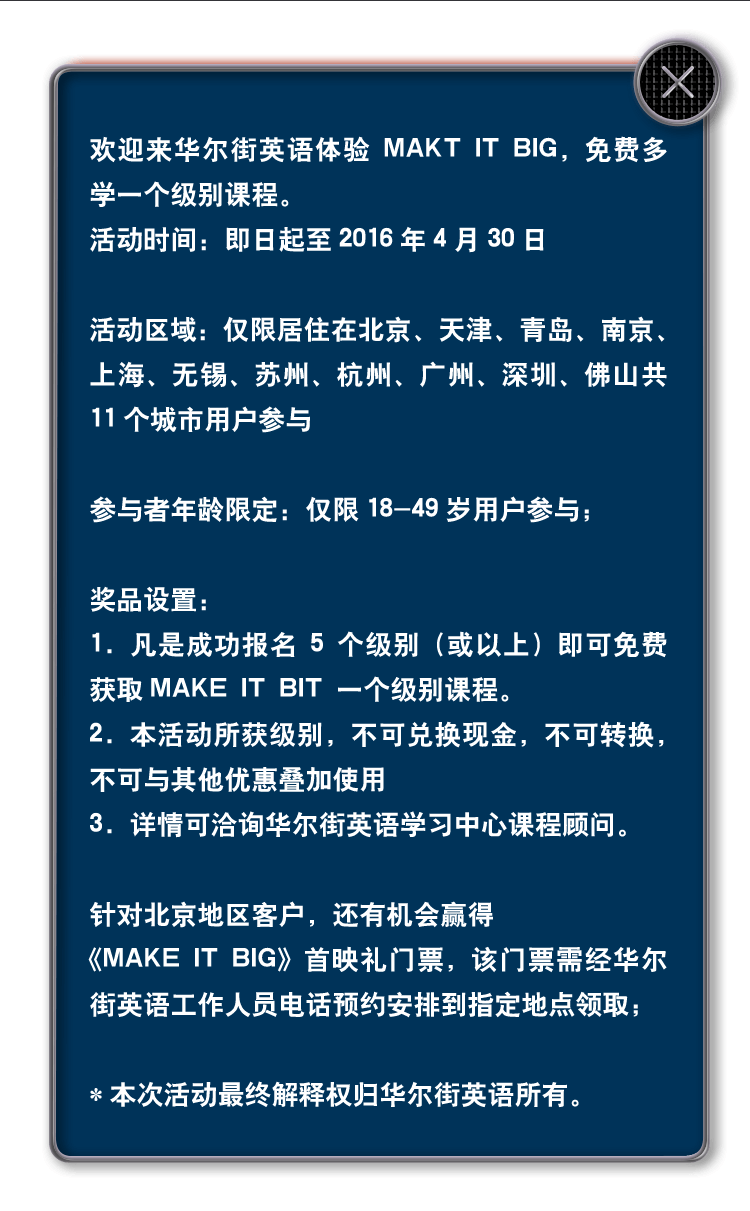 欢迎来华尔街英语体验 MAKT IT BIG，免费多
学一个级别课程。
活动时间：即日起至 2016 年 4 月 30 日
活动区域：仅限居住在北京、天津、青岛、南京、
上海、无锡、苏州、杭州、广州、深圳、佛山共
11 个城市用户参与
参与者年龄限定：仅限 18–49 岁用户参与；
奖品设置：
1. 凡是成功报名 5 个级别（或以上）即可免费
获取 MAKE IT BIT 一个级别课程。
2. 本活动所获级别，不可兑换现金，不可转换，
不可与其他优惠叠加使用
3. 详情可洽询华尔街英语学习中心课程顾问。
针对北京地区客户，还有机会赢得
《MAKE IT BIG》首映礼门票，该门票需经华尔
街英语工作人员电话预约安排到指定地点领取；
* 本次活动最终解释权归华尔街英语所有。